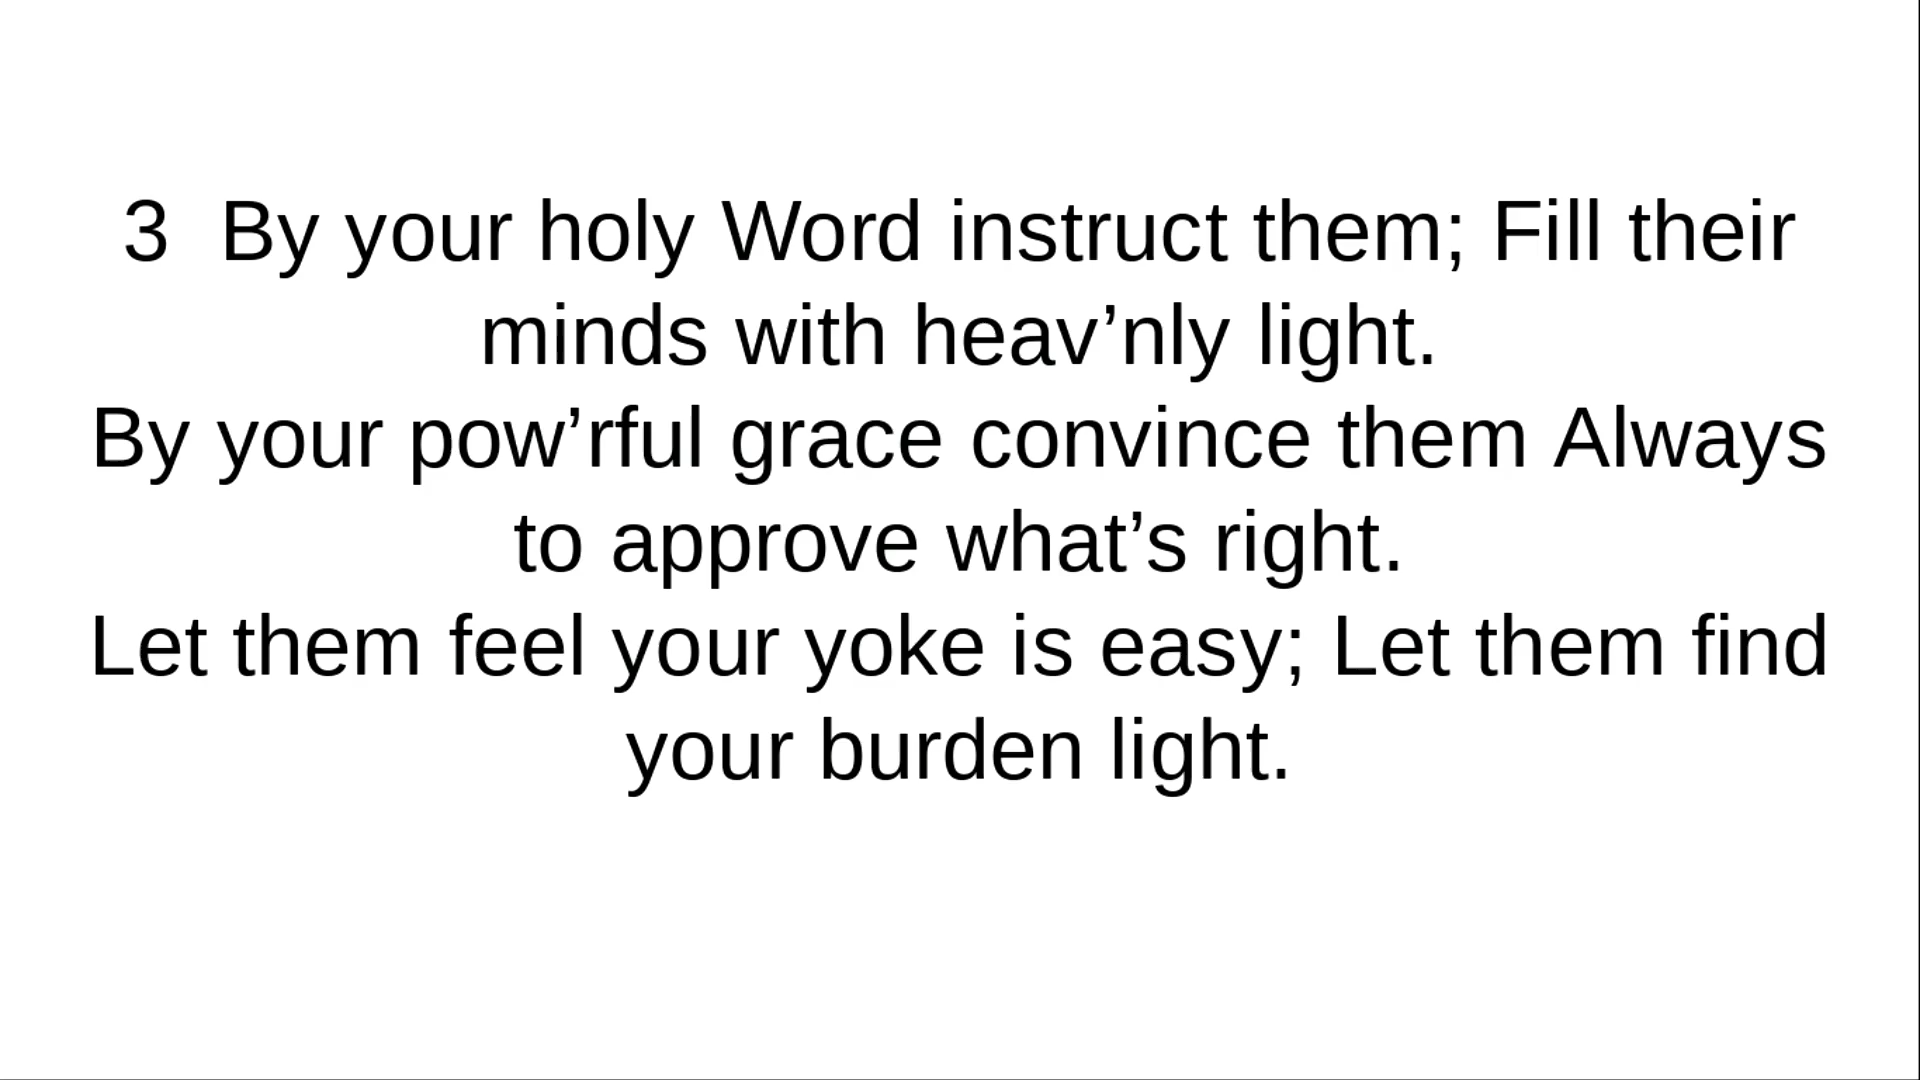 3  By your holy Word instruct them; Fill their
minds with heav’nly light.
By your pow’rful grace convince them Always
to approve what’s right.
Let them feel your yoke is easy; Let them find
your burden light.